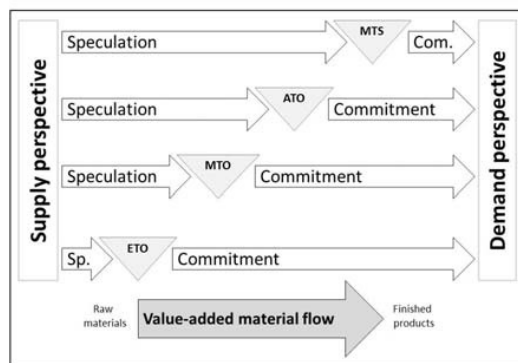 Supply perspective
Speculation
MTS
Com.
Speculation
ATO
Commitment
Speculation
MTO
Commitment
Sp.
ETO
Commitment
Demand perspective
Raw
materials
Value-added material flow
Finished
products